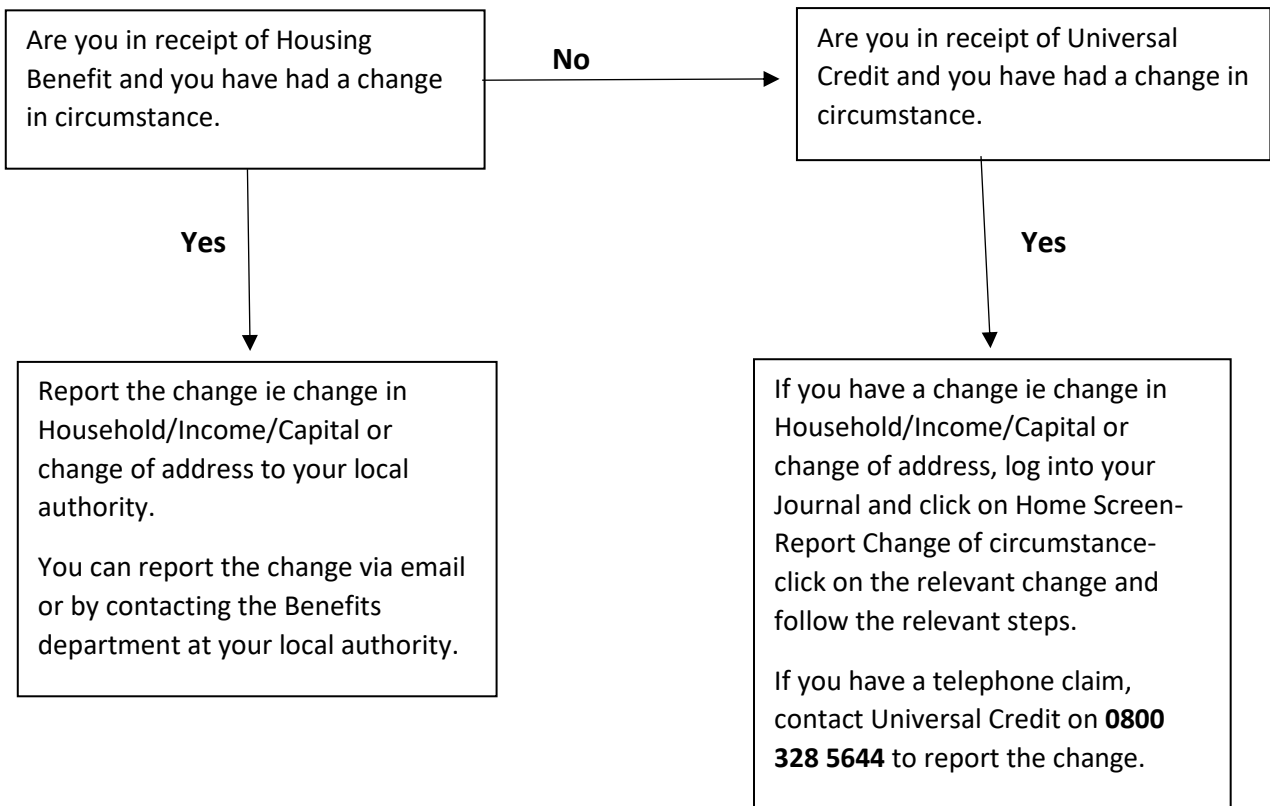 Are you in receipt of Housing
Benefit and you have had a change
in circumstance.
No
Are you in receipt of Universal
Credit and you have had a change in
circumstance.
Yes
Yes
Report the change ie change in
Household/Income/Capital or
change of address to your local
authority.
You can report the change via email
or by contacting the Benefits
department at your local authority.
If you have a change ie change in
Household/Income/Capital or
change of address, log into your
Journal and click on Home Screen-
Report Change of circumstance-
click on the relevant change and
follow the relevant steps.
If you have a telephone claim,
contact Universal Credit on 0800
328 5644 to report the change.